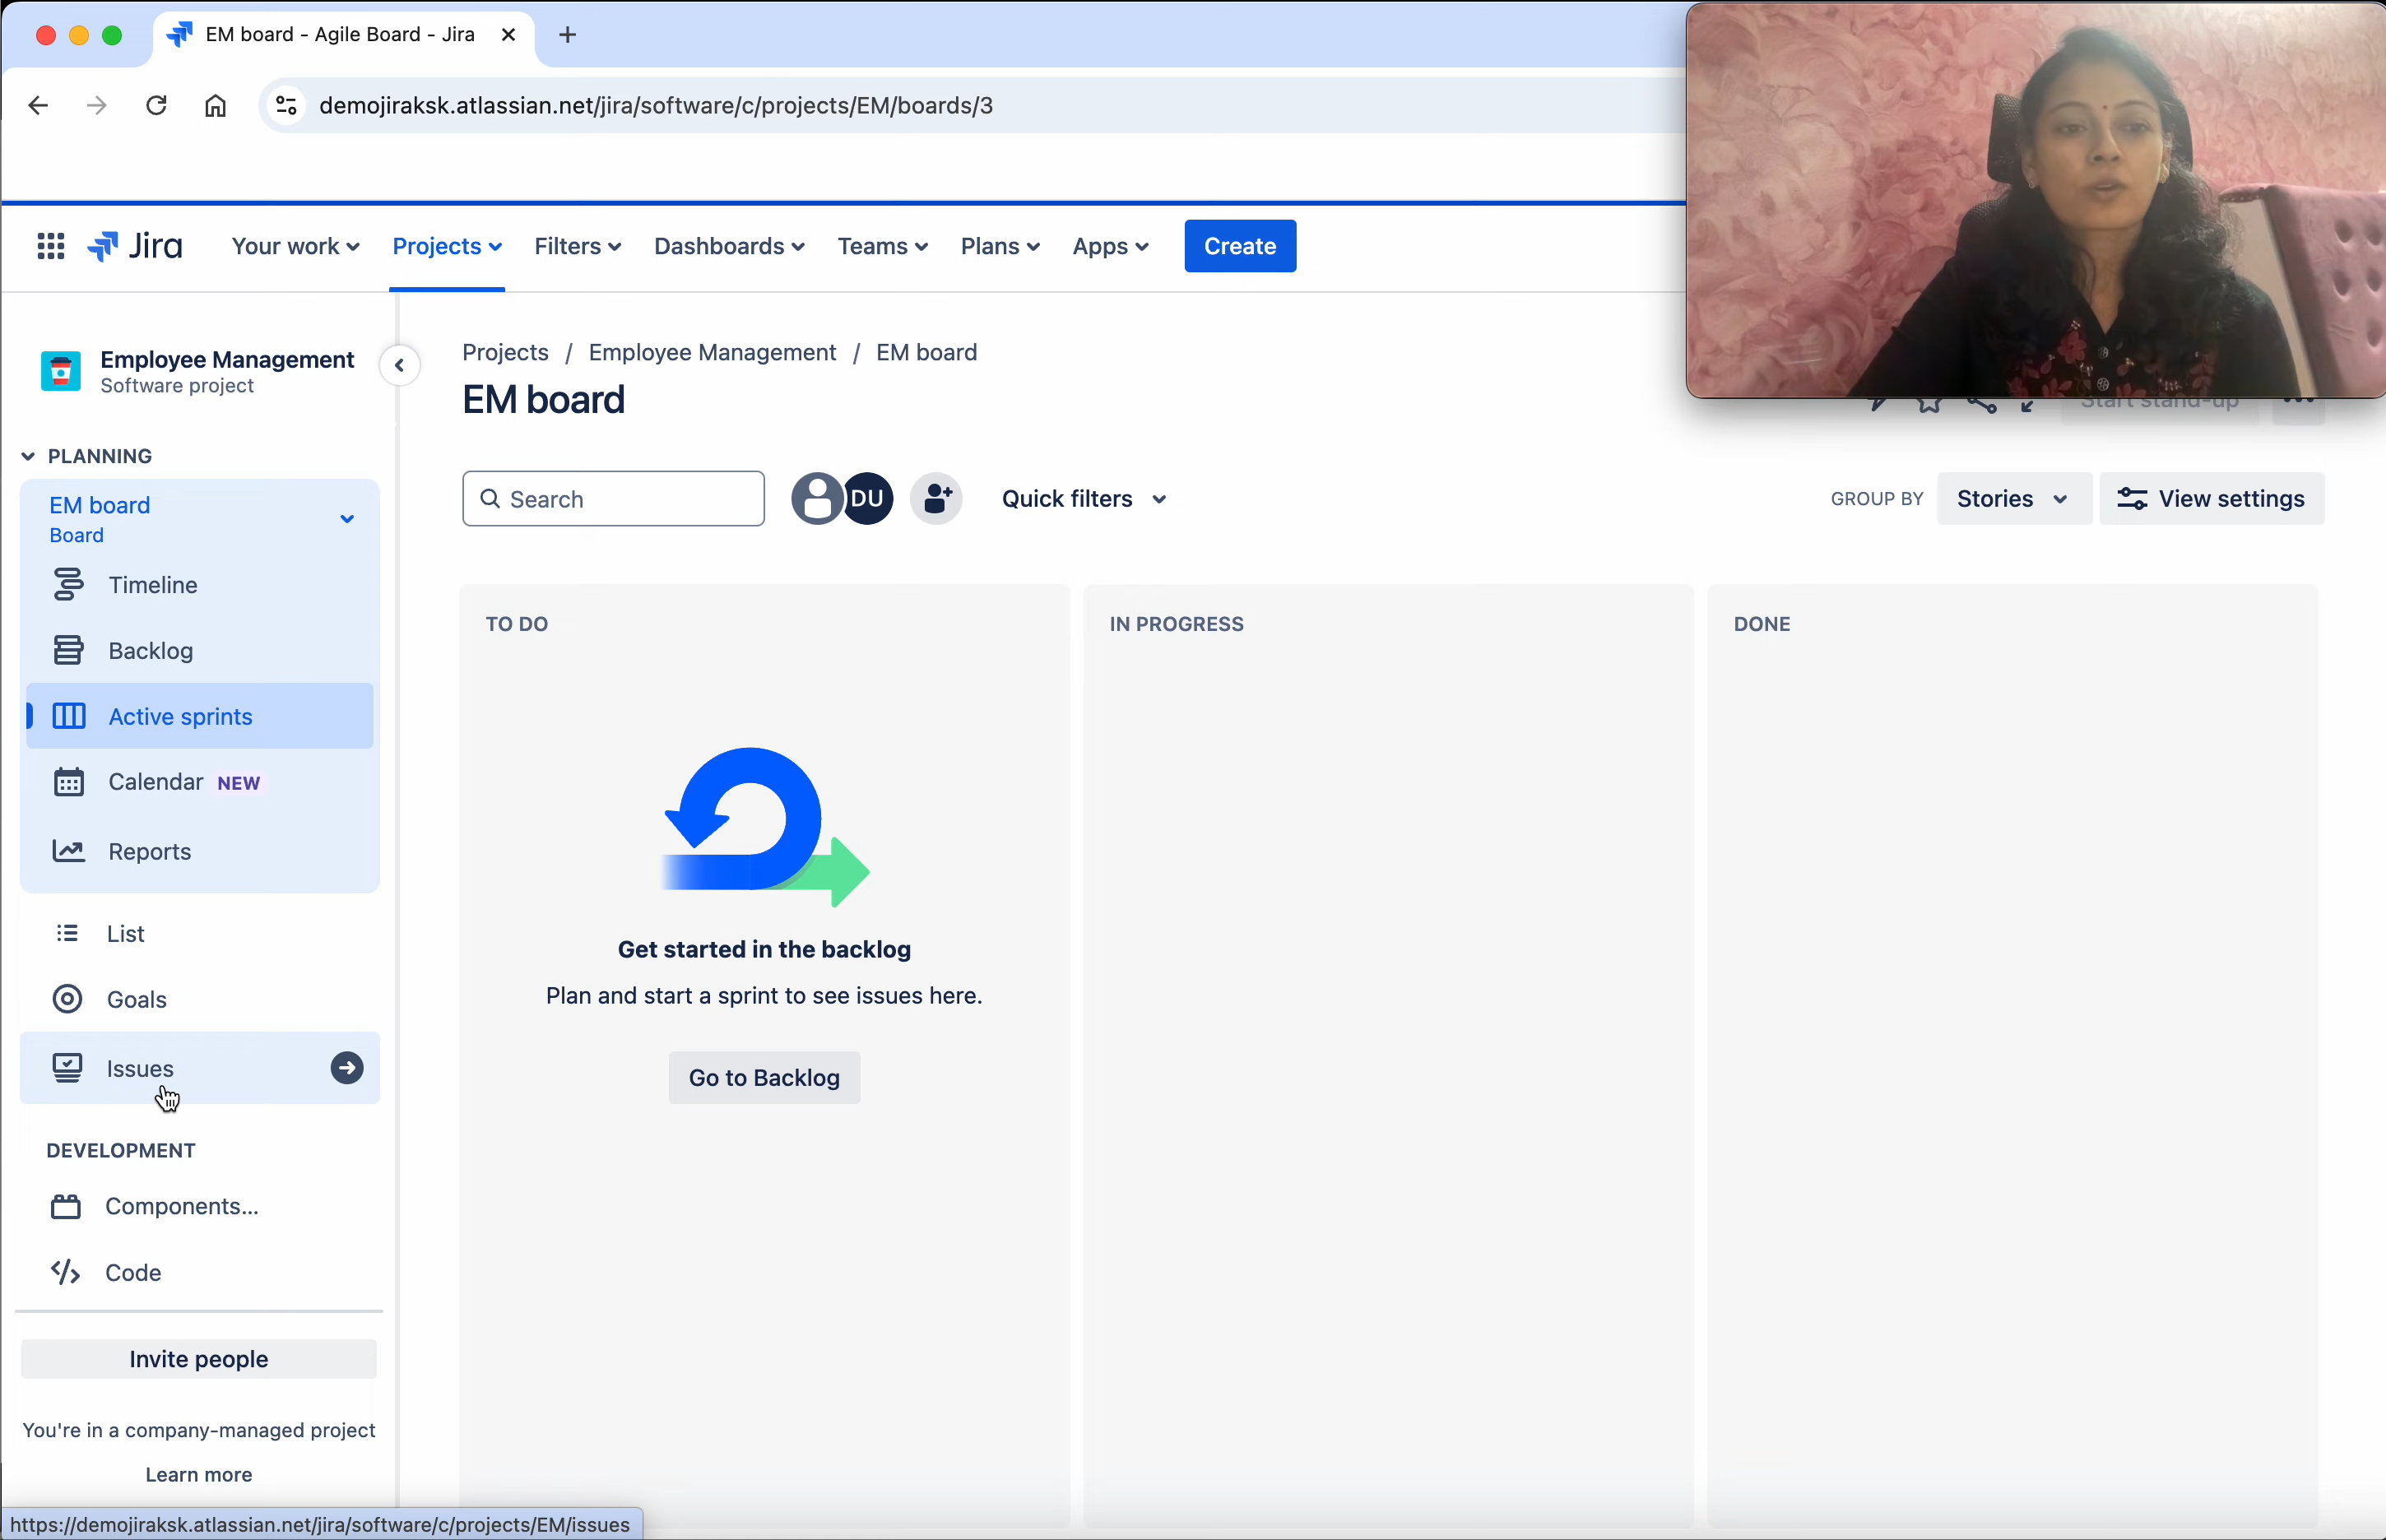 EM board - Agile Board - Jira
demojiraksk.atlassian.net/jira/software/c/projects/EM/boards/3
Jira
Your work
Projects
Filters
Dashboards
Teams
Plans
Apps
Create
Employee Management
Software project
PLANNING
EM board
Board
Timeline
Backlog
Active sprints
Calendar NEW
Reports
List
Goals
Issues
DEVELOPMENT
Components...
Code
Invite people
You're in a company-managed project
Learn more
https://demojiraksk.atlassian.net/jira/software/c/projects/EM/issues
Projects / Employee Management / EM board
EM board
Start stand-up
Search
DU
Quick filters
GROUP BY
Stories
View settings
TO DO
IN PROGRESS
DONE
Get started in the backlog
Plan and start a sprint to see issues here.
Go to Backlog